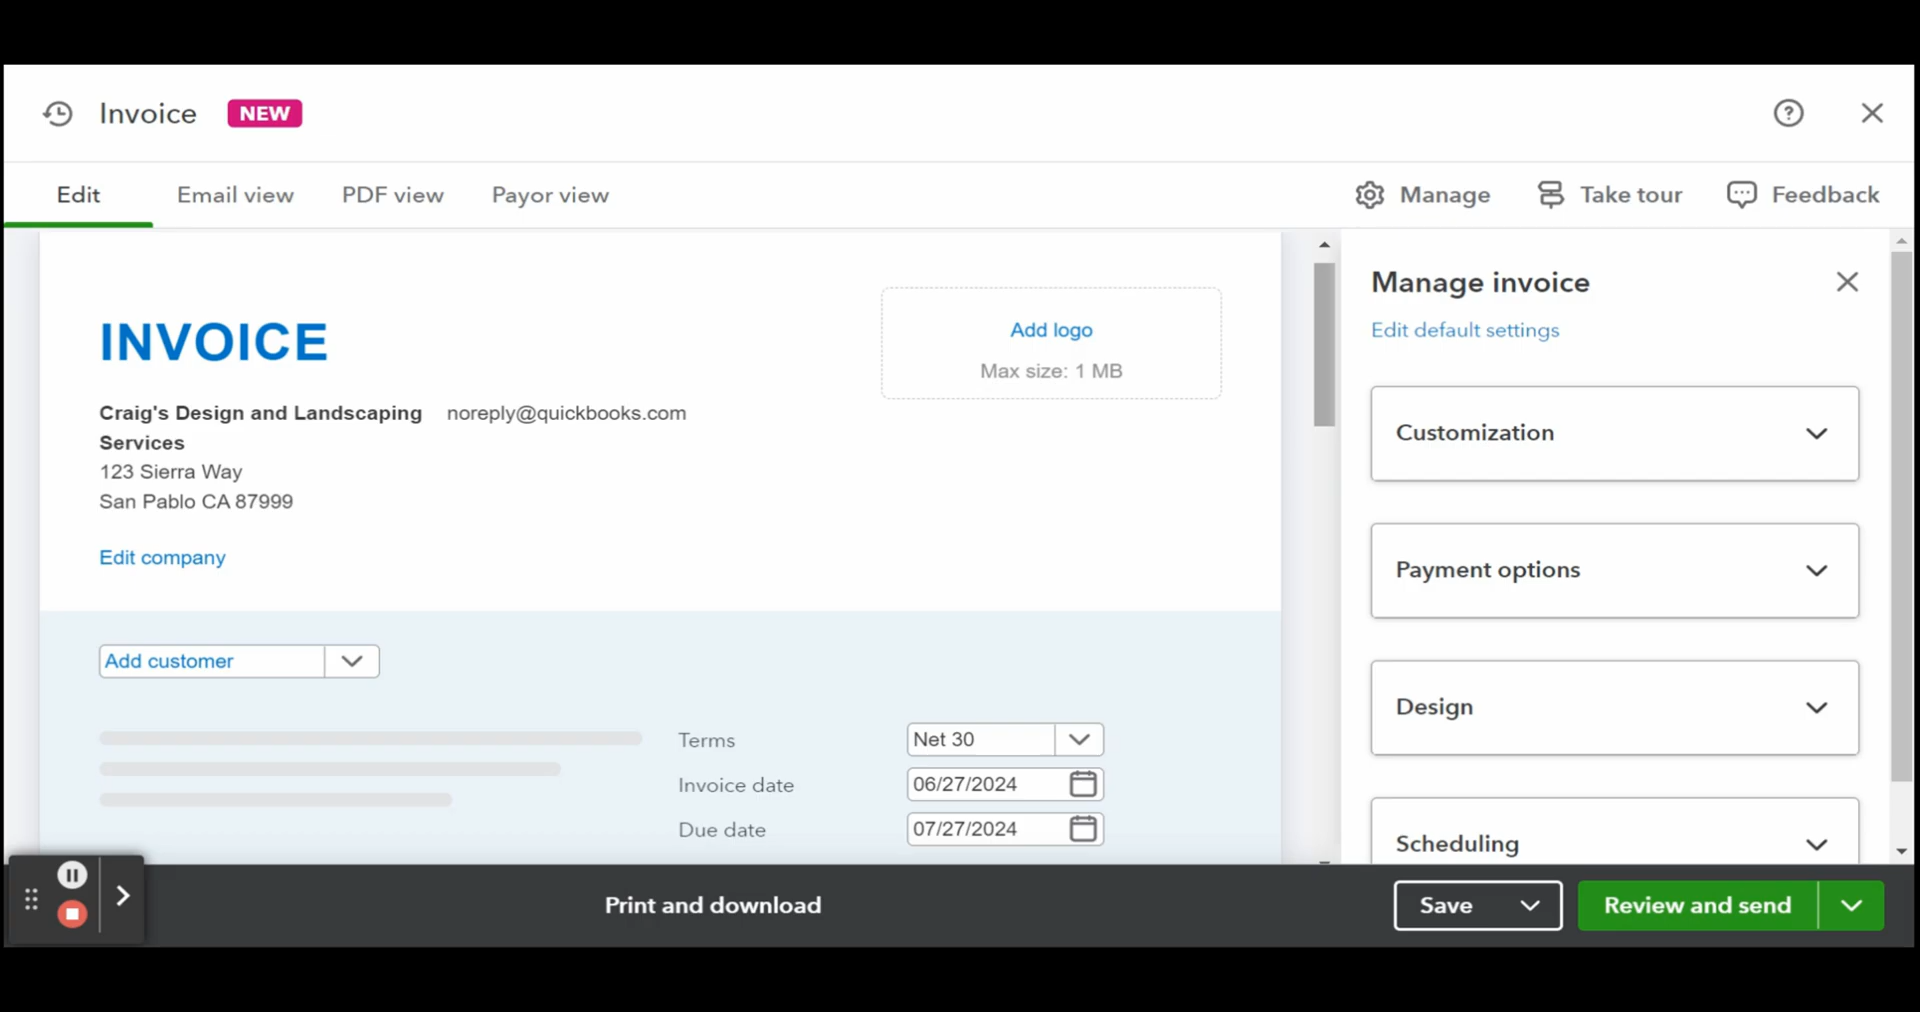 Invoice NEW
Edit Email view PDF view Payor view Manage Take tour Feedback
INVOICE
Craig's Design and Landscaping
Services
123 Sierra Way
San Pablo CA 87999
noreply@quickbooks.com
Edit company
Add logo
Max size: 1 MB
Add customer
Terms Net 30
Invoice date 06/27/2024
Due date 07/27/2024
Manage invoice
Edit default settings
Customization
Payment options
Design
Scheduling
Print and download Save Review and send